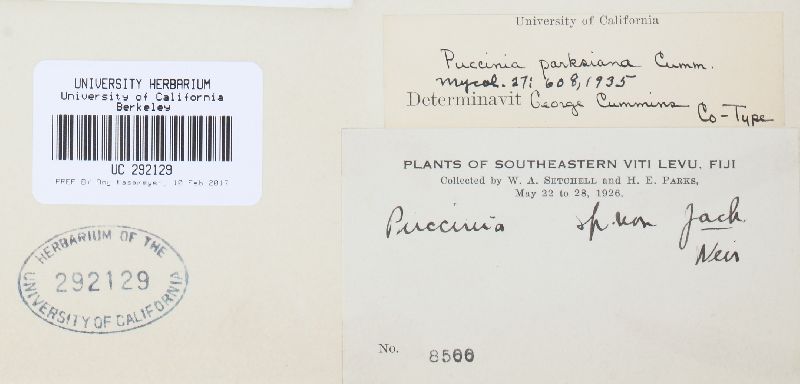 UNIVERSITY HERBARIUM
University of California
Berkeley
UC 292129
HERBARIUM OF THE
292129
UNIVERSITY OF CALIFORNIA
University of California
Puccinia parksiana Cumm.
Mycol. 27: 608, 1935
Determinavit George Cummins
Co-Type
PLANTS OF SOUTHEASTERN VITI LEVU, FIJI
Collected by W. A. Setchell and H. E. Parks,
May 22 to 28, 1926.
Puccinia sp. Jack.
No. 8566